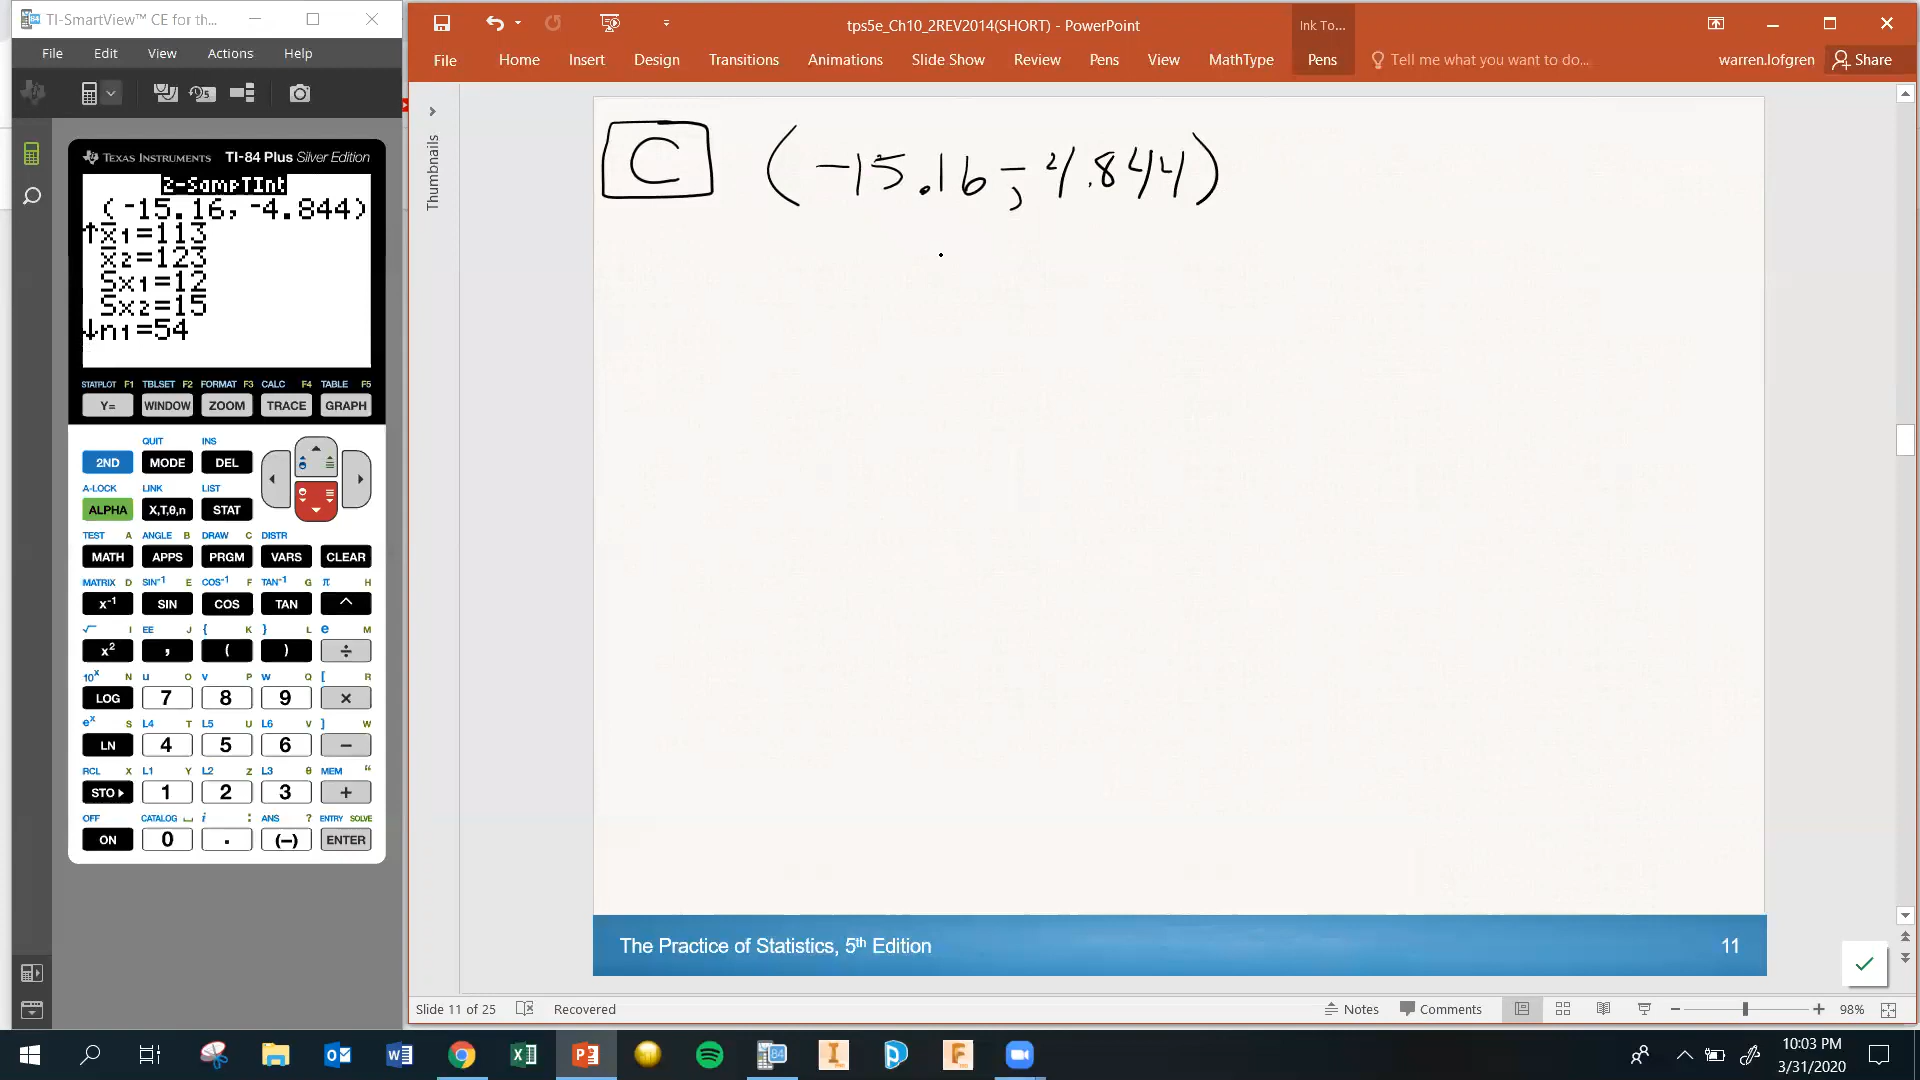 TI-SmartView™ CE for th...
File Edit View Actions Help
TEXAS INSTRUMENTS TI-84 Plus Silver Edition
2-SampTInt
(-15.16, -4.844)
↑x̄1=113
x̄2=123
Sx1=12
Sx2=15
↓n1=54
STATPLOT F1 TBLSET F2 FORMAT F3 CALC F4 TABLE F5
Y= WINDOW ZOOM TRACE GRAPH
QUIT INS
2ND MODE DEL
A-LOCK LINK LIST
ALPHA X,T,θ,n STAT
TEST A ANGLE B DRAW C DISTR
MATH APPS PRGM VARS CLEAR
MATRIX D SIN⁻¹ E COS⁻¹ F TAN⁻¹ G π H
x⁻¹ SIN COS TAN ^
√ I EE J { K } L e M
x² , ( ) ÷
10ˣ N u O v P w Q [ R
LOG 7 8 9 ×
eˣ S L4 T L5 U L6 V ] W
LN 4 5 6 −
RCL X L1 Y L2 Z L3 θ MEM “
STO▸ 1 2 3 +
OFF CATALOG ⎵ i : ANS ? ENTRY SOLVE
ON 0 . (−) ENTER
tps5e_Ch10_2REV2014(SHORT) - PowerPoint
Ink To...
File Home Insert Design Transitions Animations Slide Show Review Pens View MathType Pens Tell me what you want to do... warren.lofgren Share
Thumbnails
C (-15.16, -4.844)
The Practice of Statistics, 5th Edition 11
Slide 11 of 25 Recovered Notes Comments 98%
10:03 PM
3/31/2020